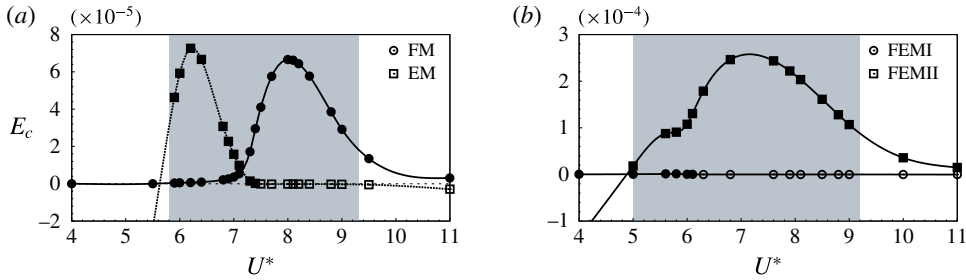 (a) (×10⁻⁵)
8
6
4
2
0
−2
E_c
FM
EM
4 5 6 7 8 9 10 11
U*
(b) (×10⁻⁴)
3
2
1
0
−1
FEMI
FEMII
4 5 6 7 8 9 10 11
U*